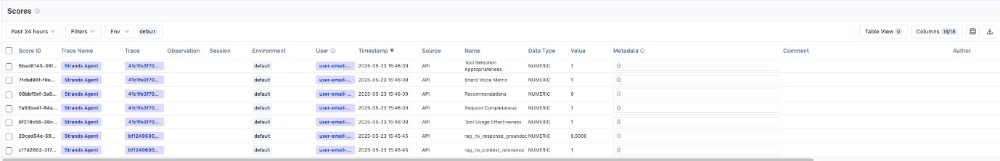 Scores
Past 24 hours Filters Env default Table View 0 Columns 18/18
Score ID Trace Name Trace Observation Session Environment User Timestamp ▼ Source Name Data Type Value Metadata Comment Author
5bad8143-38f... Strands Agent 41c1fe3f70... default user-email-... 2025-05-23 15:46:09 API Tool Selection Appropriateness NUMERIC 1 {}
7fcbd96f-f9e... Strands Agent 41c1fe3f70... default user-email-... 2025-05-23 15:46:09 API Brand Voice Metric NUMERIC 1 {}
08bbf5ef-3a8... Strands Agent 41c1fe3f70... default user-email-... 2025-05-23 15:46:09 API Recommendations NUMERIC 0 {}
7a53ba4f-64a... Strands Agent 41c1fe3f70... default user-email-... 2025-05-23 15:46:09 API Request Completeness NUMERIC 1 {}
6f219c56-38c... Strands Agent 41c1fe3f70... default user-email-... 2025-05-23 15:46:09 API Tool Usage Effectiveness NUMERIC 1 {}
29ced54e-59... Strands Agent bf1249600... default user-email-... 2025-05-23 15:45:45 API rag_nv_response_grounded NUMERIC 0.5000 {}
c17d2602-3f7... Strands Agent bf1249600... default user-email-... 2025-05-23 15:45:45 API rag_nv_context_relevance NUMERIC 1 {}